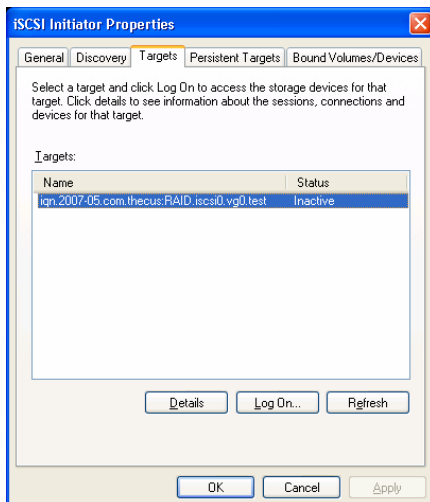 iSCSI Initiator Properties
General Discovery Targets Persistent Targets Bound Volumes/Devices
Select a target and click Log On to access the storage devices for that
target. Click details to see information about the sessions, connections and
devices for that target.
Targets:
Name Status
iqn.2007-05.com.thecus:RAID.iscsi0.vg0.test Inactive
Details Log On... Refresh
OK Cancel Apply